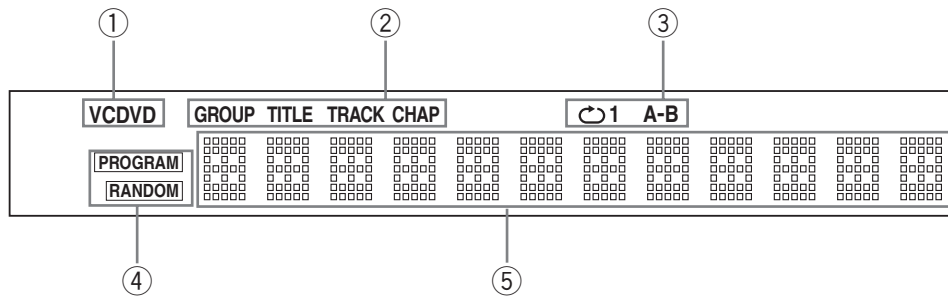 ① ② ③
VCDVD GROUP TITLE TRACK CHAP 1 A-B
PROGRAM
RANDOM
④ ⑤